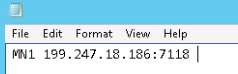 File Edit Format View Help
MN1 199.247.18.186:7118